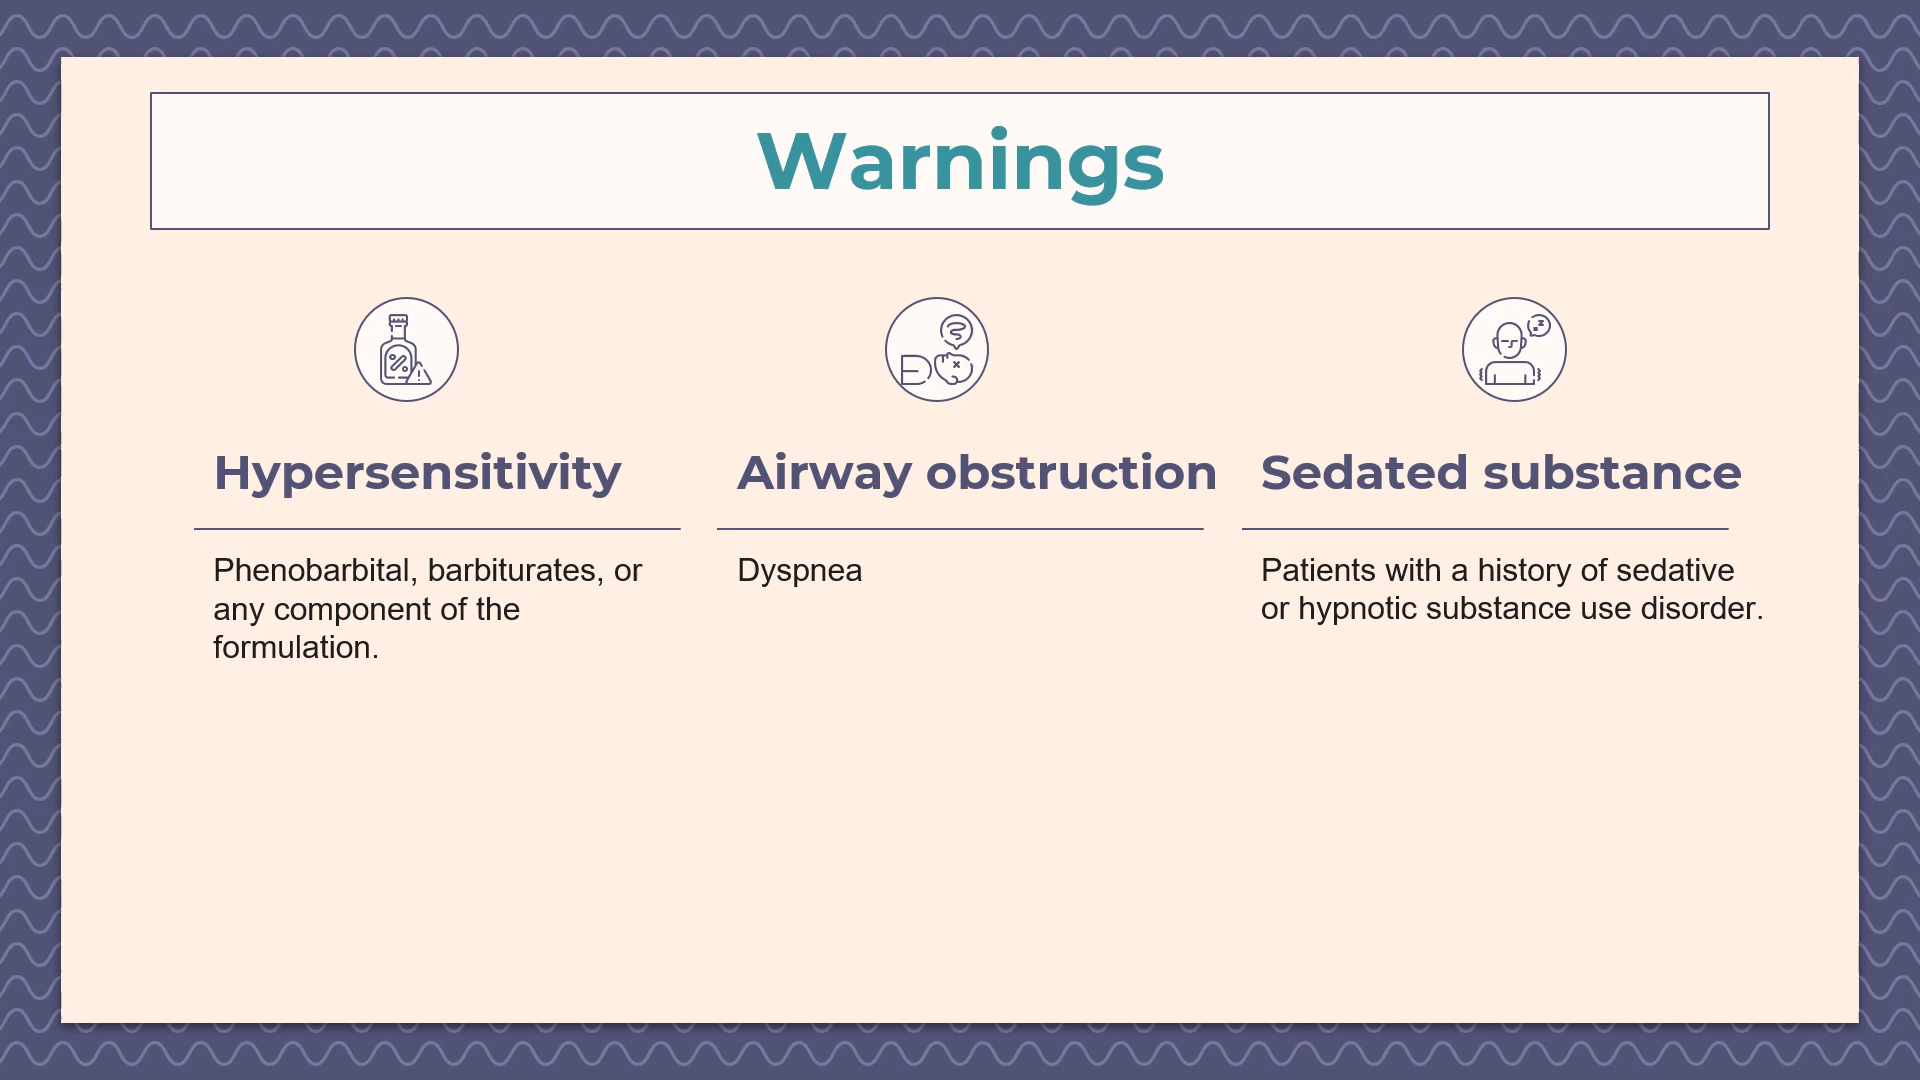 Warnings
Hypersensitivity
Phenobarbital, barbiturates, or
any component of the
formulation.
Airway obstruction
Dyspnea
Sedated substance
Patients with a history of sedative
or hypnotic substance use disorder.